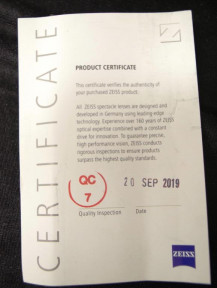 CERTIFICATE
PRODUCT CERTIFICATE
This certificate verifies the authenticity of
your purchased ZEISS product.
All ZEISS spectacle lenses are designed and
developed in Germany using leading edge
technology. Experience over 160 years of ZEISS
optical expertise combined with a constant
drive for innovation. To guarantee precise,
high performance vision, ZEISS conducts
rigorous inspections to ensure products
surpass the highest quality standards.
QC
7
20 SEP 2019
Quality Inspection Date
ZEISS